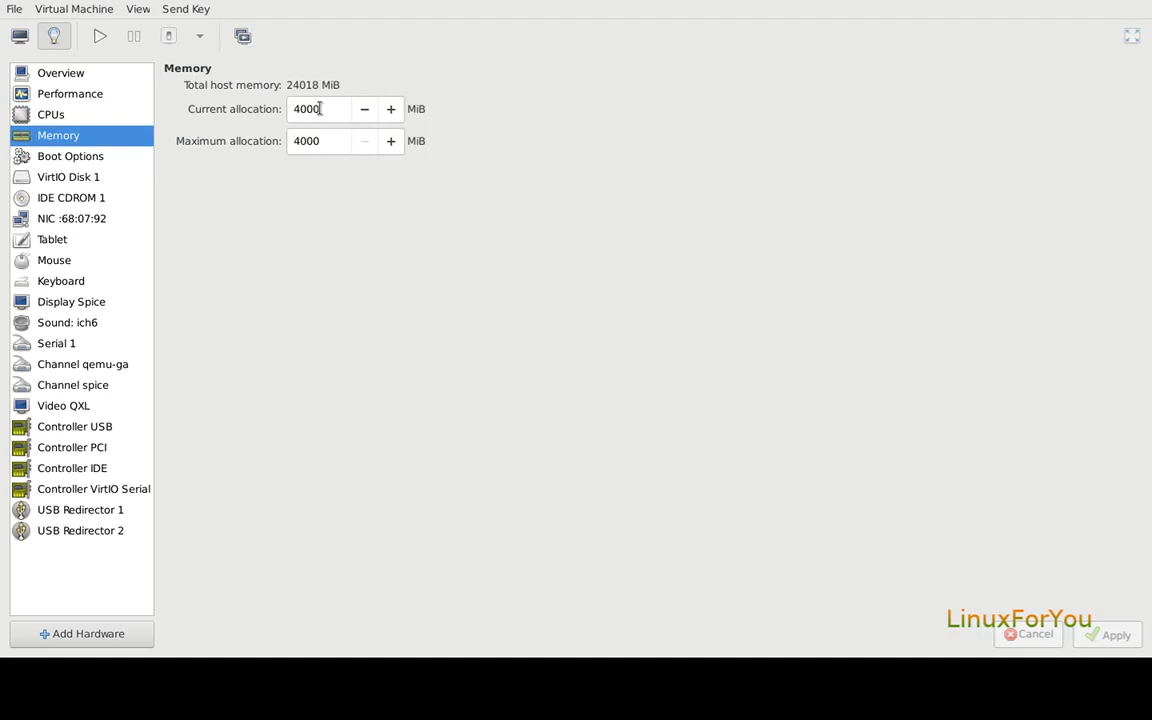 File Virtual Machine View Send Key
Overview
Performance
CPUs
Memory
Boot Options
VirtIO Disk 1
IDE CDROM 1
NIC :68:07:92
Tablet
Mouse
Keyboard
Display Spice
Sound: ich6
Serial 1
Channel qemu-ga
Channel spice
Video QXL
Controller USB
Controller PCI
Controller IDE
Controller VirtIO Serial
USB Redirector 1
USB Redirector 2
Add Hardware
Memory
Total host memory: 24018 MiB
Current allocation: 4000 MiB
Maximum allocation: 4000 MiB
LinuxForYou
Cancel Apply